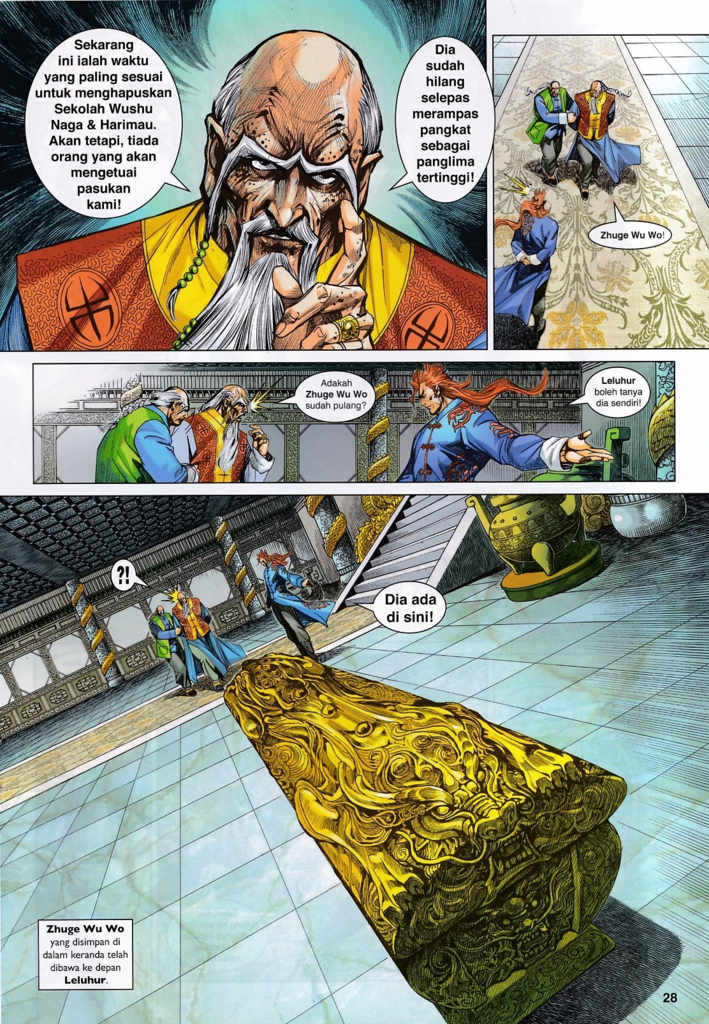 Sekarang
ini ialah waktu
yang paling sesuai
untuk menghapuskan
Sekolah Wushu
Naga & Harimau.
Akan tetapi, tiada
orang yang akan
mengetuai
pasukan
kami!
Dia
sudah
hilang
selepas
merampas
pangkat
sebagai
panglima
tertinggi!
Zhuge Wu Wo!
Adakah
Zhuge Wu Wo
sudah pulang?
Leluhur
boleh tanya
dia sendiri!
?!
Dia ada
di sini!
Zhuge Wu Wo
yang disimpan di
dalam keranda telah
dibawa ke depan
Leluhur.
28